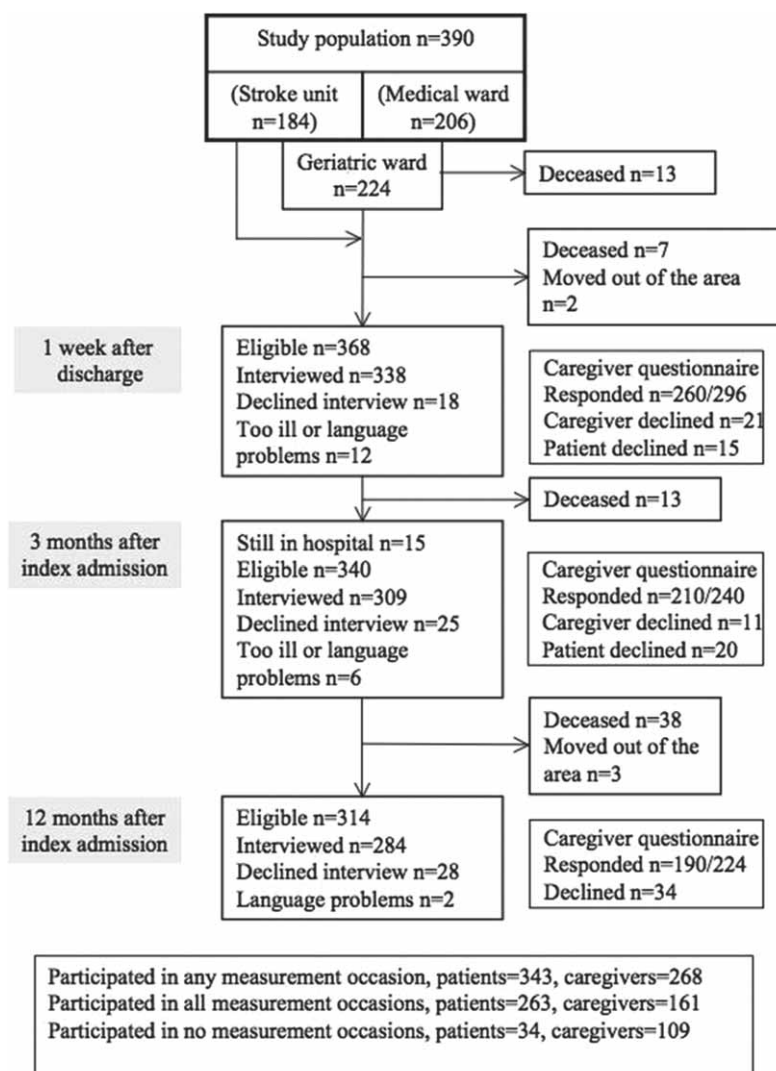 Study population n=390
(Stroke unit
n=184)
(Medical ward
n=206)
Geriatric ward
n=224
Deceased n=13
Deceased n=7
Moved out of the area
n=2
1 week after
discharge
Eligible n=368
Interviewed n=338
Declined interview n=18
Too ill or language
problems n=12
Caregiver questionnaire
Responded n=260/296
Caregiver declined n=21
Patient declined n=15
Deceased n=13
3 months after
index admission
Still in hospital n=15
Eligible n=340
Interviewed n=309
Declined interview n=25
Too ill or language
problems n=6
Caregiver questionnaire
Responded n=210/240
Caregiver declined n=11
Patient declined n=20
Deceased n=38
Moved out of the
area n=3
12 months after
index admission
Eligible n=314
Interviewed n=284
Declined interview n=28
Language problems n=2
Caregiver questionnaire
Responded n=190/224
Declined n=34
Participated in any measurement occasion, patients=343, caregivers=268
Participated in all measurement occasions, patients=263, caregivers=161
Participated in no measurement occasions, patients=34, caregivers=109